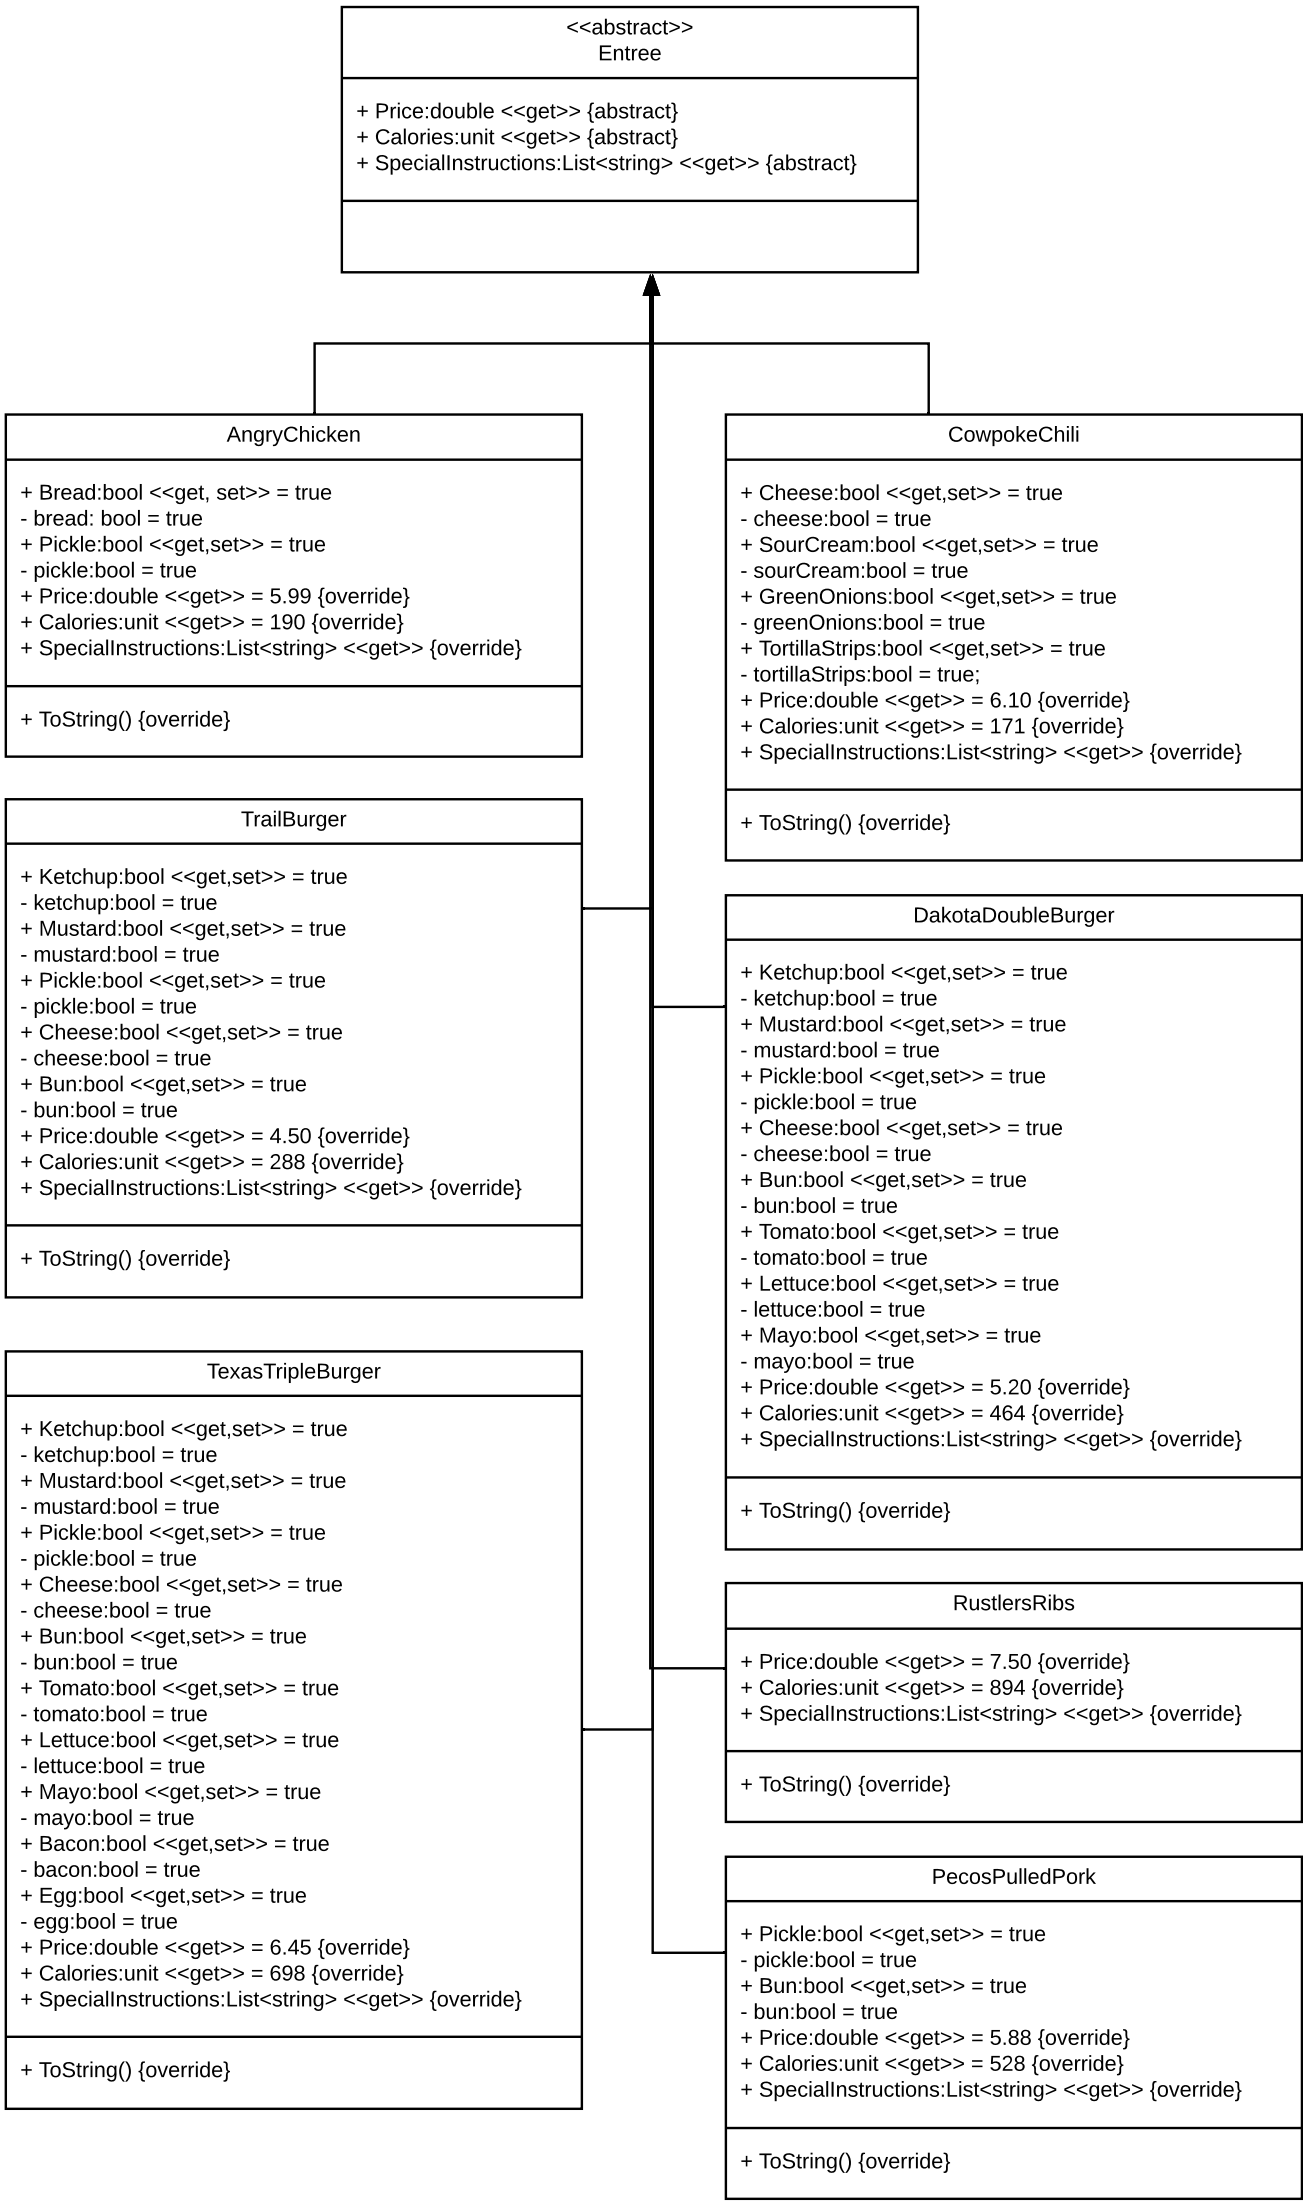 <<abstract>>
Entree
+ Price:double <<get>> {abstract}
+ Calories:unit <<get>> {abstract}
+ SpecialInstructions:List<string> <<get>> {abstract}
AngryChicken
+ Bread:bool <<get, set>> = true
- bread: bool = true
+ Pickle:bool <<get,set>> = true
- pickle:bool = true
+ Price:double <<get>> = 5.99 {override}
+ Calories:unit <<get>> = 190 {override}
+ SpecialInstructions:List<string> <<get>> {override}
+ ToString() {override}
CowpokeChili
+ Cheese:bool <<get,set>> = true
- cheese:bool = true
+ SourCream:bool <<get,set>> = true
- sourCream:bool = true
+ GreenOnions:bool <<get,set>> = true
- greenOnions:bool = true
+ TortillaStrips:bool <<get,set>> = true
- tortillaStrips:bool = true;
+ Price:double <<get>> = 6.10 {override}
+ Calories:unit <<get>> = 171 {override}
+ SpecialInstructions:List<string> <<get>> {override}
+ ToString() {override}
TrailBurger
+ Ketchup:bool <<get,set>> = true
- ketchup:bool = true
+ Mustard:bool <<get,set>> = true
- mustard:bool = true
+ Pickle:bool <<get,set>> = true
- pickle:bool = true
+ Cheese:bool <<get,set>> = true
- cheese:bool = true
+ Bun:bool <<get,set>> = true
- bun:bool = true
+ Price:double <<get>> = 4.50 {override}
+ Calories:unit <<get>> = 288 {override}
+ SpecialInstructions:List<string> <<get>> {override}
+ ToString() {override}
DakotaDoubleBurger
+ Ketchup:bool <<get,set>> = true
- ketchup:bool = true
+ Mustard:bool <<get,set>> = true
- mustard:bool = true
+ Pickle:bool <<get,set>> = true
- pickle:bool = true
+ Cheese:bool <<get,set>> = true
- cheese:bool = true
+ Bun:bool <<get,set>> = true
- bun:bool = true
+ Tomato:bool <<get,set>> = true
- tomato:bool = true
+ Lettuce:bool <<get,set>> = true
- lettuce:bool = true
+ Mayo:bool <<get,set>> = true
- mayo:bool = true
+ Price:double <<get>> = 5.20 {override}
+ Calories:unit <<get>> = 464 {override}
+ SpecialInstructions:List<string> <<get>> {override}
+ ToString() {override}
TexasTripleBurger
+ Ketchup:bool <<get,set>> = true
- ketchup:bool = true
+ Mustard:bool <<get,set>> = true
- mustard:bool = true
+ Pickle:bool <<get,set>> = true
- pickle:bool = true
+ Cheese:bool <<get,set>> = true
- cheese:bool = true
+ Bun:bool <<get,set>> = true
- bun:bool = true
+ Tomato:bool <<get,set>> = true
- tomato:bool = true
+ Lettuce:bool <<get,set>> = true
- lettuce:bool = true
+ Mayo:bool <<get,set>> = true
- mayo:bool = true
+ Bacon:bool <<get,set>> = true
- bacon:bool = true
+ Egg:bool <<get,set>> = true
- egg:bool = true
+ Price:double <<get>> = 6.45 {override}
+ Calories:unit <<get>> = 698 {override}
+ SpecialInstructions:List<string> <<get>> {override}
+ ToString() {override}
RustlersRibs
+ Price:double <<get>> = 7.50 {override}
+ Calories:unit <<get>> = 894 {override}
+ SpecialInstructions:List<string> <<get>> {override}
+ ToString() {override}
PecosPulledPork
+ Pickle:bool <<get,set>> = true
- pickle:bool = true
+ Bun:bool <<get,set>> = true
- bun:bool = true
+ Price:double <<get>> = 5.88 {override}
+ Calories:unit <<get>> = 528 {override}
+ SpecialInstructions:List<string> <<get>> {override}
+ ToString() {override}